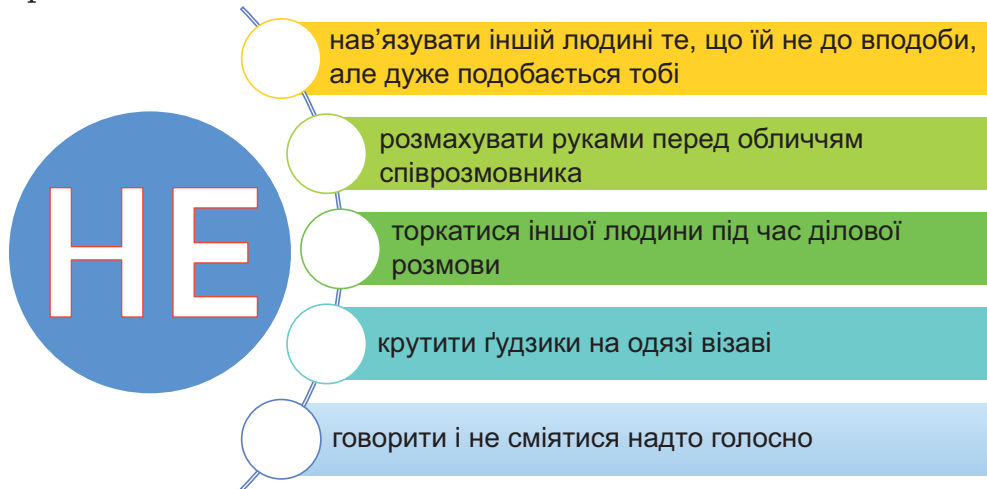 НЕ
нав’язувати іншій людині те, що їй не до вподоби,
але дуже подобається тобі
розмахувати руками перед обличчям
співрозмовника
торкатися іншої людини під час ділової
розмови
крутити ґудзики на одязі візаві
говорити і не сміятися надто голосно